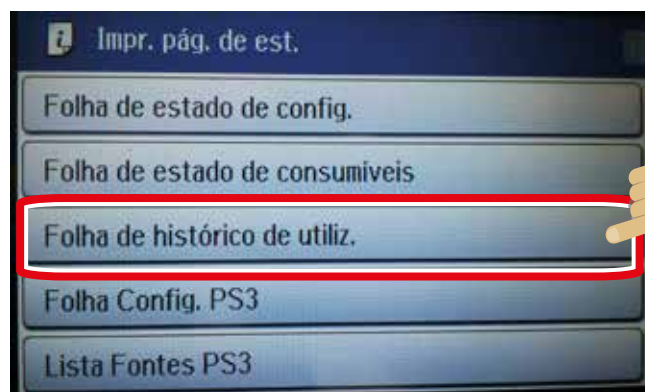 Impr. pág. de est.
Folha de estado de config.
Folha de estado de consumíveis
Folha de histórico de utiliz.
Folha Config. PS3
Lista Fontes PS3